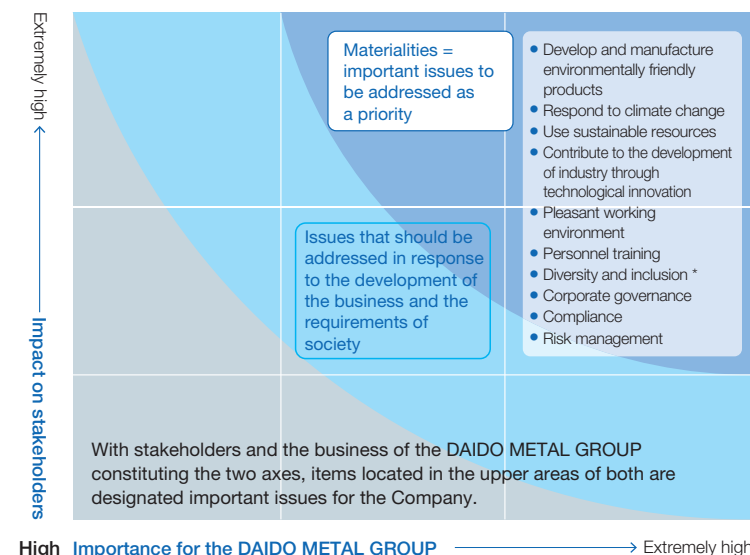 Extremely high
Impact on stakeholders
Materialities =
important issues to
be addressed as
a priority
Develop and manufacture
environmentally friendly
products
Respond to climate change
Use sustainable resources
Contribute to the development
of industry through
technological innovation
Pleasant working
environment
Personnel training
Diversity and inclusion *
Corporate governance
Compliance
Risk management
Issues that should be
addressed in response
to the development of
the business and the
requirements of
society
With stakeholders and the business of the DAIDO METAL GROUP
constituting the two axes, items located in the upper areas of both are
designated important issues for the Company.
High Importance for the DAIDO METAL GROUP Extremely high